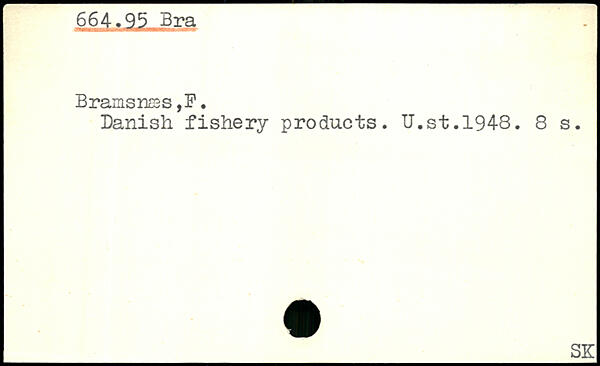 664.95 Bra
Bramsnæs,F.
Danish fishery products. U.st.1948. 8 s.
SK